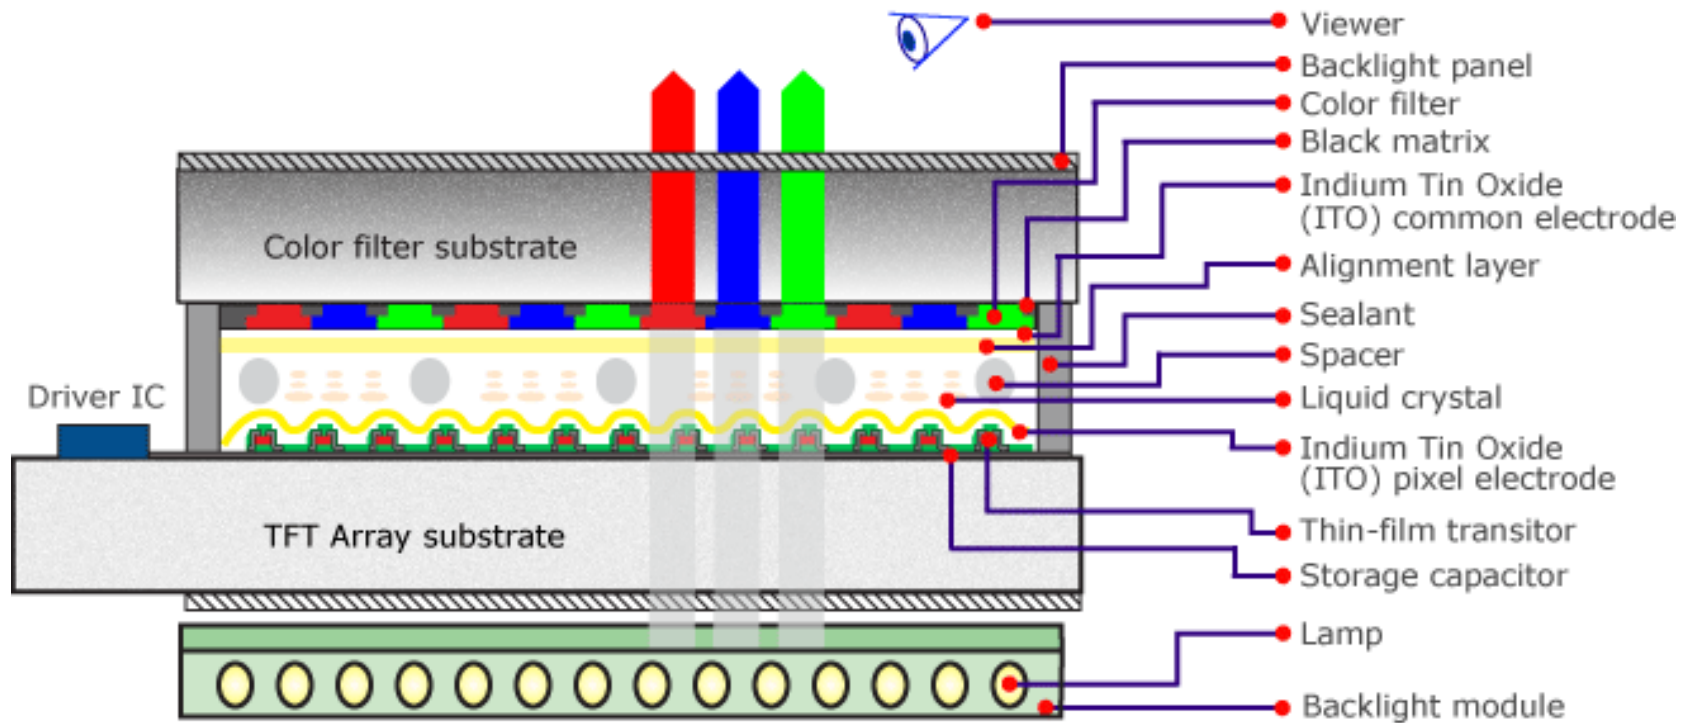 Viewer
Backlight panel
Color filter
Black matrix
Indium Tin Oxide
(ITO) common electrode
Alignment layer
Sealant
Spacer
Liquid crystal
Indium Tin Oxide
(ITO) pixel electrode
Thin-film transitor
Storage capacitor
Lamp
Backlight module
Color filter substrate
Driver IC
TFT Array substrate